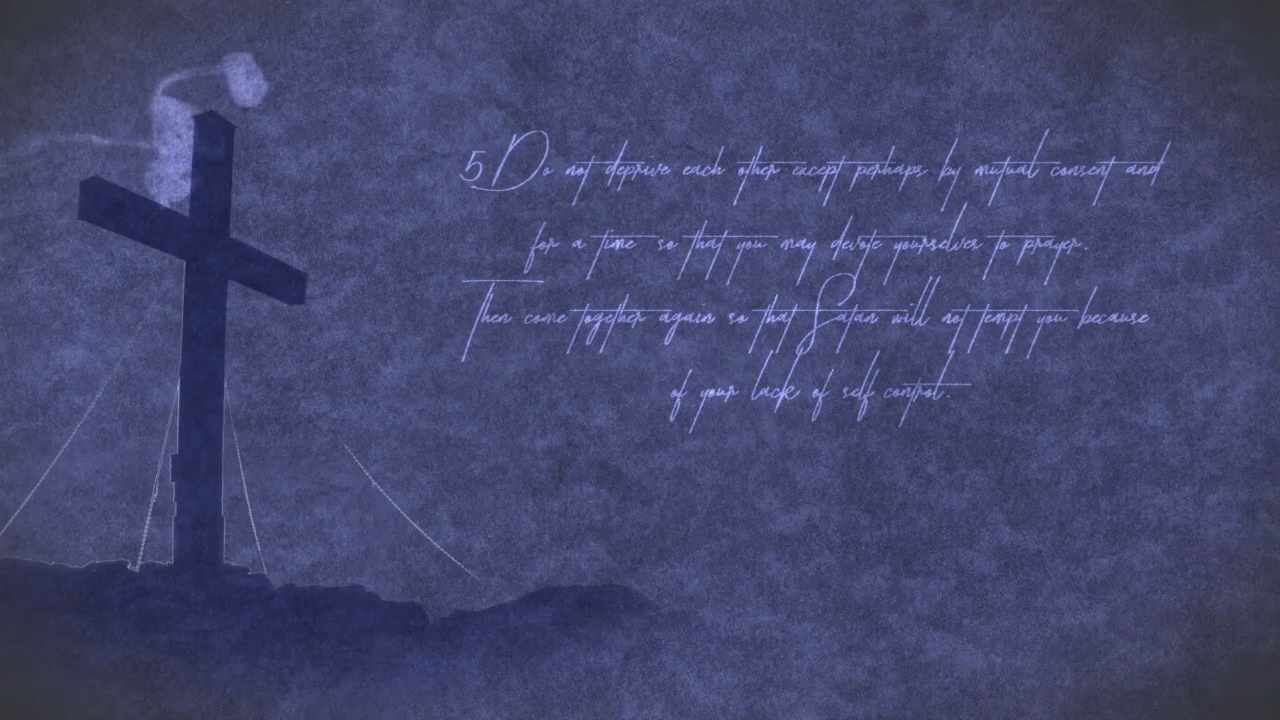 5 Do not deprive each other except perhaps by mutual consent and
for a time so that you may devote yourselves to prayer.
Then come together again so that Satan will not tempt you because
of your lack of self control.